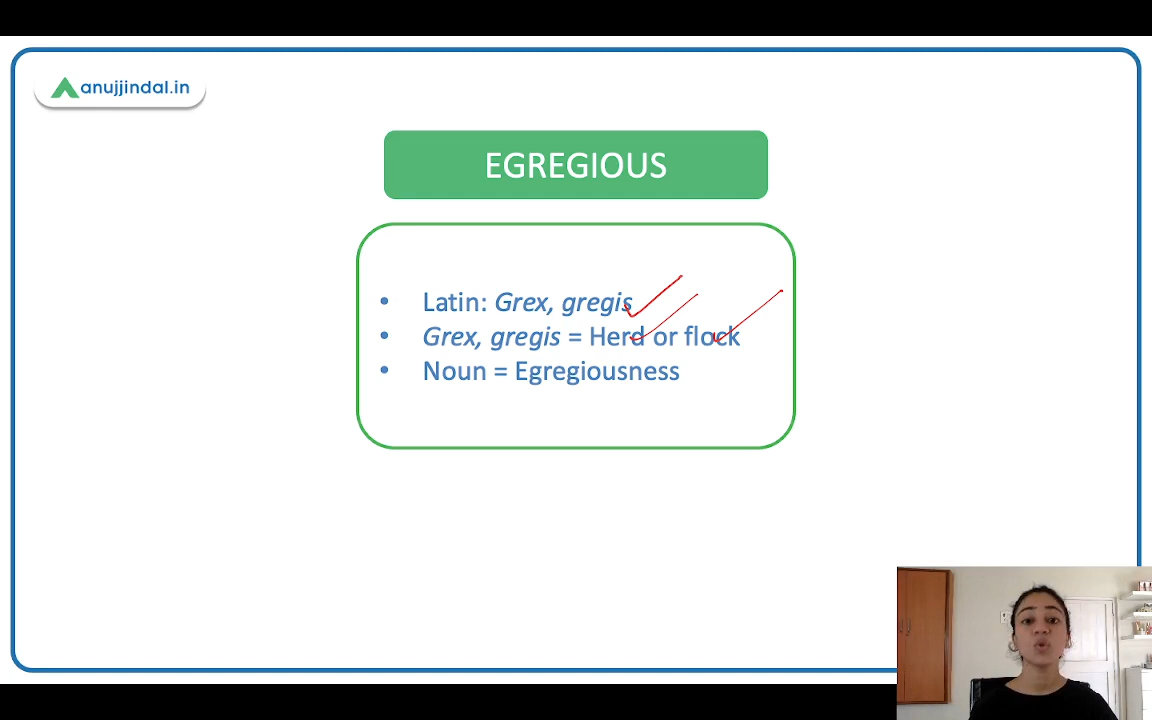 anujjindal.in
EGREGIOUS
• Latin: Grex, gregis
• Grex, gregis = Herd or flock
• Noun = Egregiousness